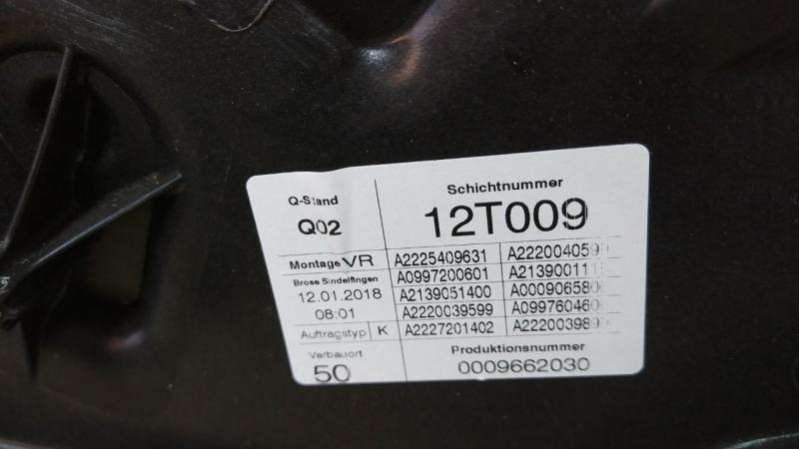 Q-Stand
Q02
Schichtnummer
12T009
Montage VR
Brose Sindelfingen
12.01.2018
08:01
Auftragstyp K
Verbauort
50
A2225409631
A0997200601
A2139051400
A2220039599
A2227201402
Produktionsnummer
0009662030